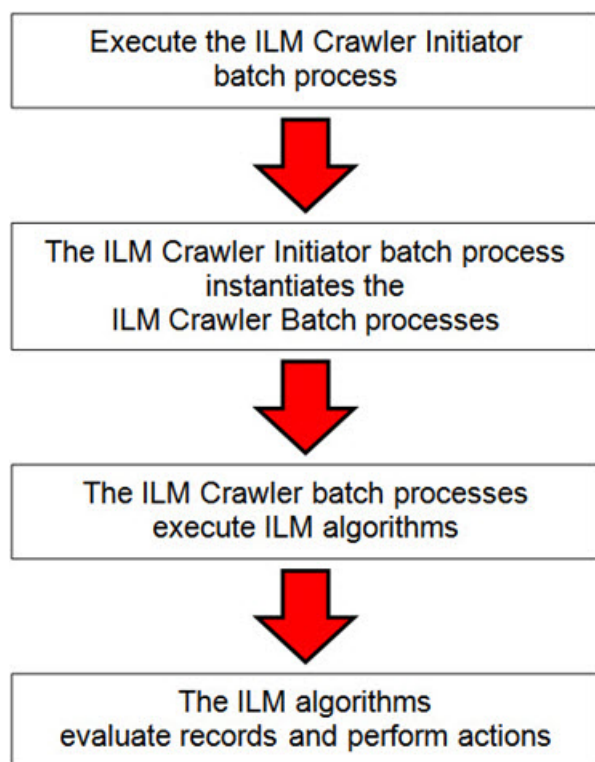 Execute the ILM Crawler Initiator
batch process
The ILM Crawler Initiator batch process
instantiates the
ILM Crawler Batch processes
The ILM Crawler batch processes
execute ILM algorithms
The ILM algorithms
evaluate records and perform actions